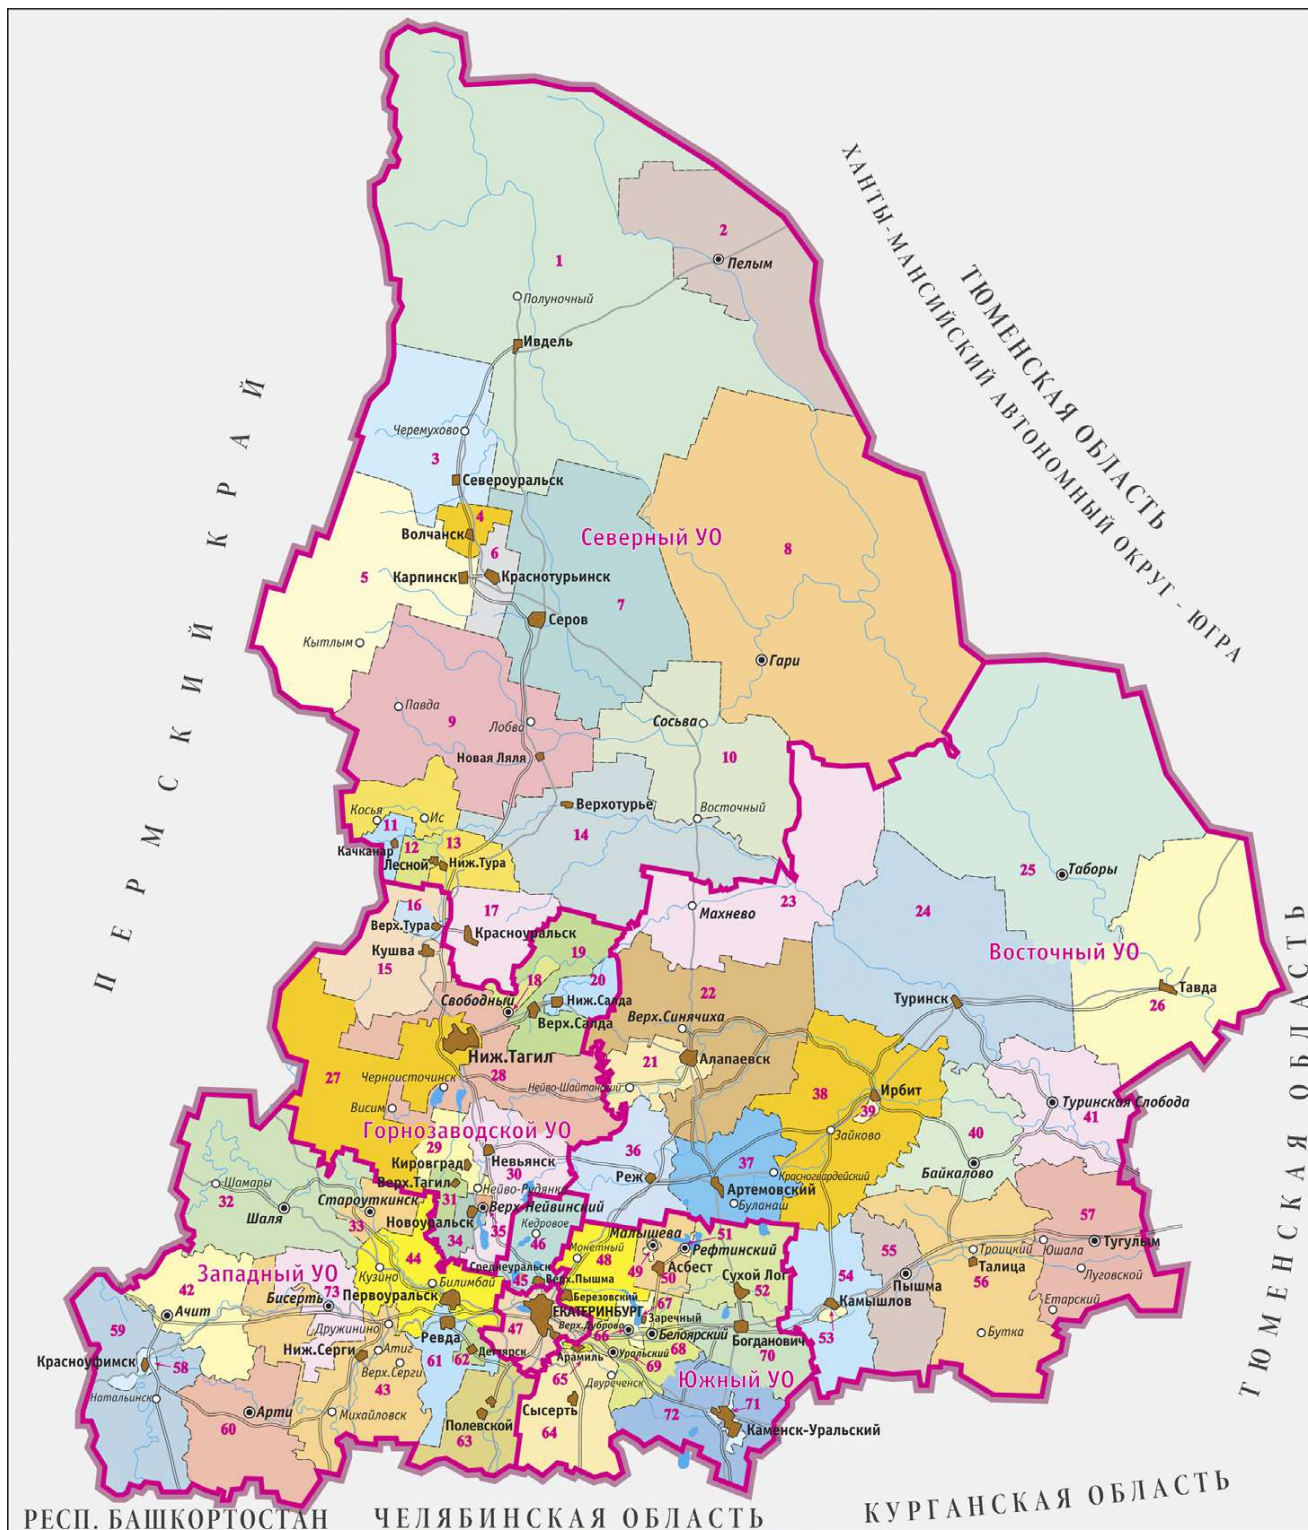 ХАНТЫ-МАНСИЙСКИЙ АВТОНОМНЫЙ ОКРУГ - ЮГРА
ТЮМЕНСКАЯ ОБЛАСТЬ
ПЕРМСКИЙ КРАЙ
2
Пелым
1
Полуночный
Ивдель
Черемухово
3
Североуральск
4
Волчанск
Северный УО
8
6
5
Карпинск
Краснотурьинск
7
Серов
Кытлым
Гари
Павда
9
Лобва
Сосьва
Новая Ляля
10
Верхотурье
Восточный
Косья
11
Ис
14
Качканар
12
13
Лесной
Ниж.Тура
25
Таборы
16
17
Махнево
23
24
Верх.Тура
Красноуральск
Кушва
19
Восточный УО
15
18
20
22
Свободный
Ниж.Салда
Верх.Салда
Верх.Синячиха
Туринск
Тавда
26
Ниж.Тагил
21
Алапаевск
27
Черноисточинск
28
Нейво-Шайтанский
38
Ирбит
39
Туринская Слобода
41
Висим
Горнозаводской УО
29
Невьянск
36
Зайково
40
Кировград
30
37
Байкалово
32
Шамары
Верх.Тагил
Нейво-Рудянка
Реж
Красногвардейский
Артемовский
Шаля
Староуткинск
31
Верх.Нейвинский
Буланаш
33
Новоуральск
35
Кедровое
57
34
46
Малышева
51
Монетный
Рефтинский
Троицкий
Юшала
Тугулым
44
Среднеуральск
48
49
50
Асбест
55
Западный УО
Кузино
Билимбай
45
Верх.Пышма
Сухой Лог
54
Пышма
Талица
56
Луговской
42
73
Бисерть
Первоуральск
Березовский
52
Камышлов
Ачит
ЕКАТЕРИНБУРГ
67
Заречный
Етарский
59
Дружинино
Ревда
47
Верх.Дуброво
66
Белоярский
Богданович
53
Бутка
Красноуфимск
58
Ниж.Серги
Атиг
61
62
Дегтярск
Арамиль
Уральский
68
70
Верх.Серги
65
69
Южный УО
Натальинск
43
Двуреченск
Арти
Михайловск
Полевской
Сысерть
72
71
60
63
64
Каменск-Уральский
ТЮМЕНСКАЯ ОБЛАСТЬ
РЕСП. БАШКОРТОСТАН
ЧЕЛЯБИНСКАЯ ОБЛАСТЬ
КУРГАНСКАЯ ОБЛАСТЬ